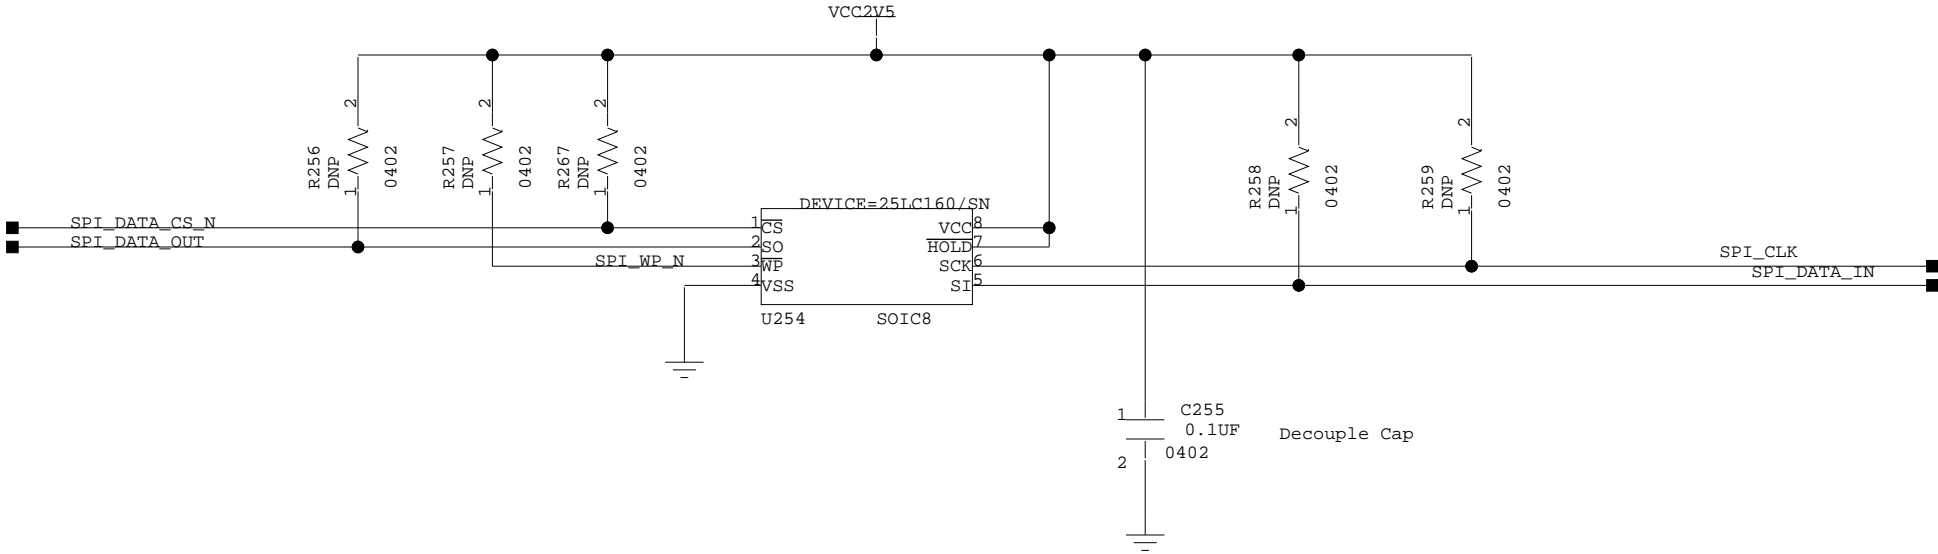 VCC2V5
2
2
2
2
2
R256
DNP
0402
R257
DNP
0402
R267
DNP
0402
R258
DNP
0402
R259
DNP
0402
1
1
1
1
1
DEVICE=25LC160/SN
SPI_DATA_CS_N
1 CS
VCC 8
SPI_DATA_OUT
2 SO
HOLD 7
SPI_WP_N
3 WP
SCK 6
SPI_CLK
4 VSS
SI 5
SPI_DATA_IN
U254
SOIC8
1
C255
0.1UF
Decouple Cap
0402
2